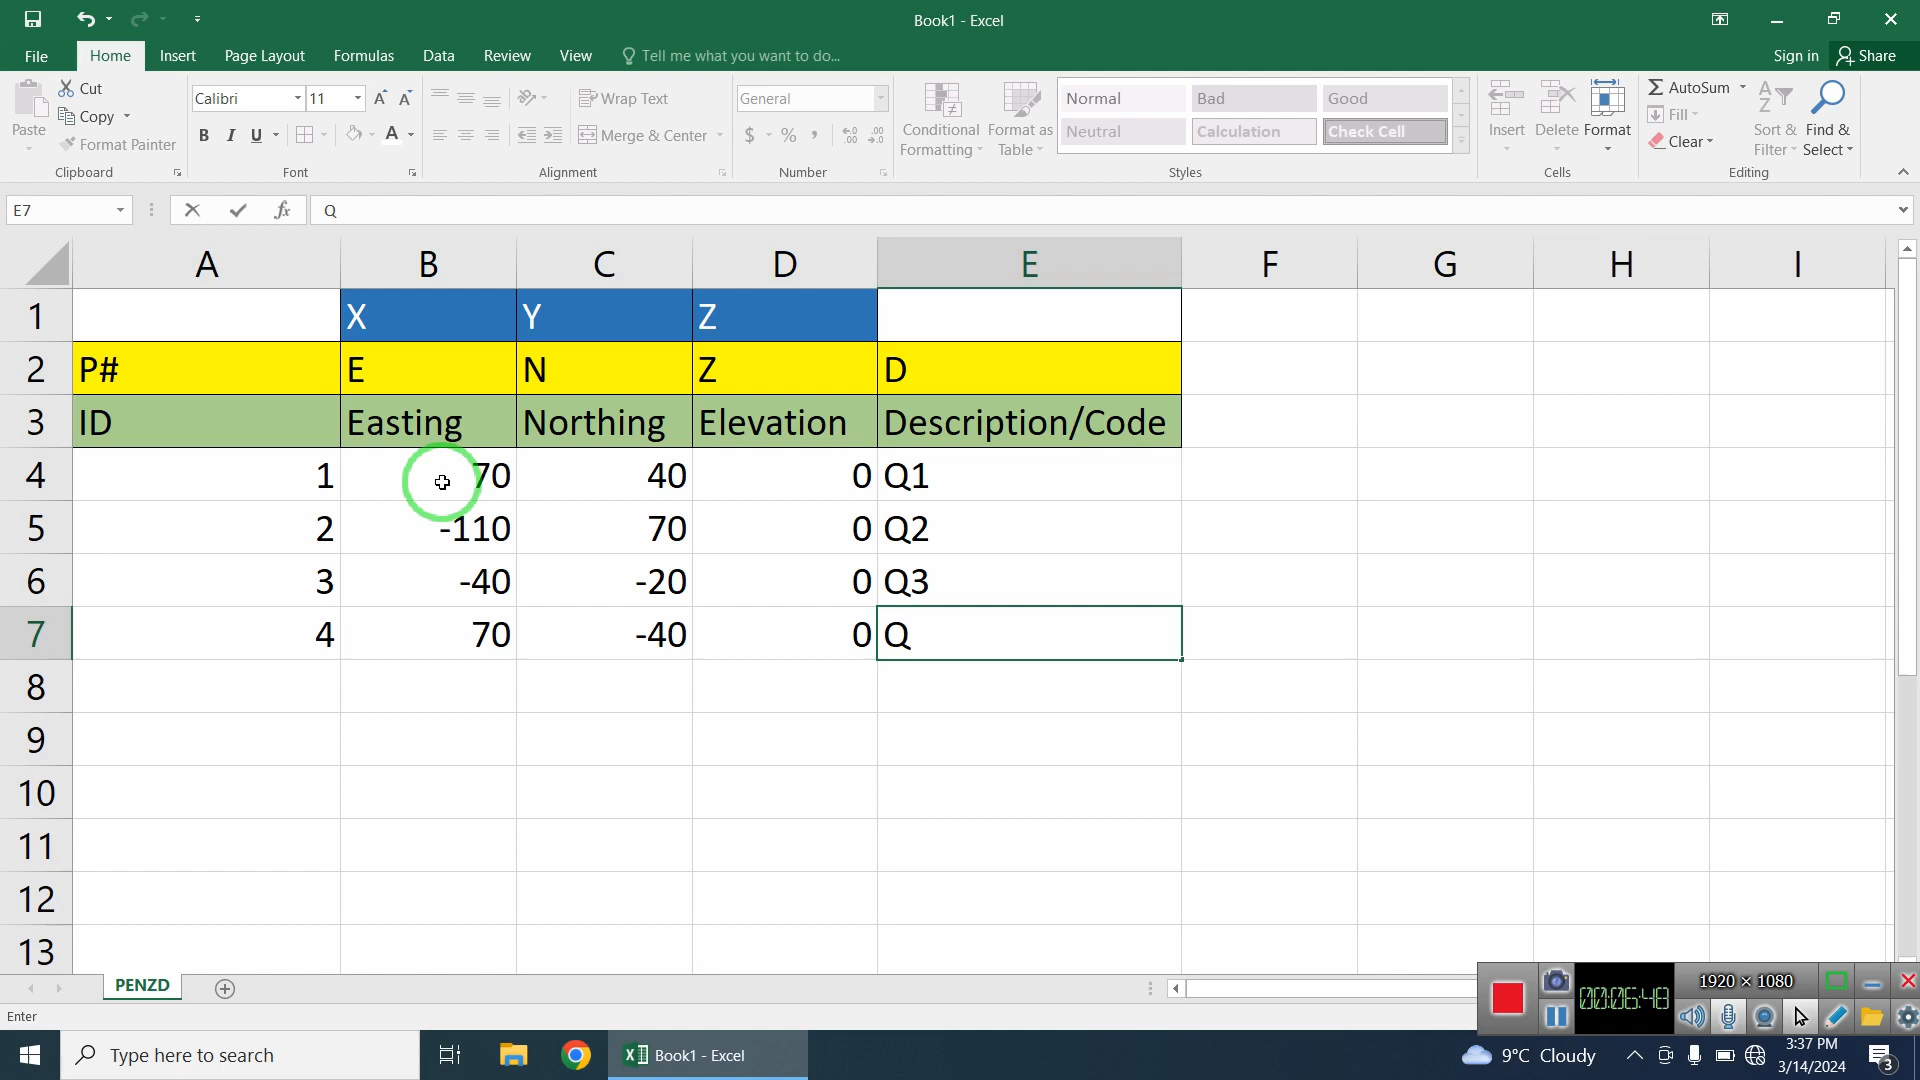 Book1 - Excel
File Home Insert Page Layout Formulas Data Review View Tell me what you want to do... Sign in Share
Paste
Cut
Copy
Format Painter
Clipboard
Calibri 11
B I U
Font
Wrap Text
Merge & Center
Alignment
General
$ % ,
Number
Conditional Formatting
Format as Table
Normal Bad Good
Neutral Calculation Check Cell
Styles
Insert Delete Format
Cells
AutoSum
Fill
Clear
Sort & Filter
Find & Select
Editing
E7 fx Q
A B C D E F G H I
1 X Y Z
2 P# E N Z D
3 ID Easting Northing Elevation Description/Code
4 1 70 40 0 Q1
5 2 -110 70 0 Q2
6 3 -40 -20 0 Q3
7 4 70 -40 0 Q
8
9
10
11
12
13
PENZD
Enter
00:06:48
1920 × 1080
Type here to search
Book1 - Excel
9°C Cloudy
3:37 PM
3/14/2024
3